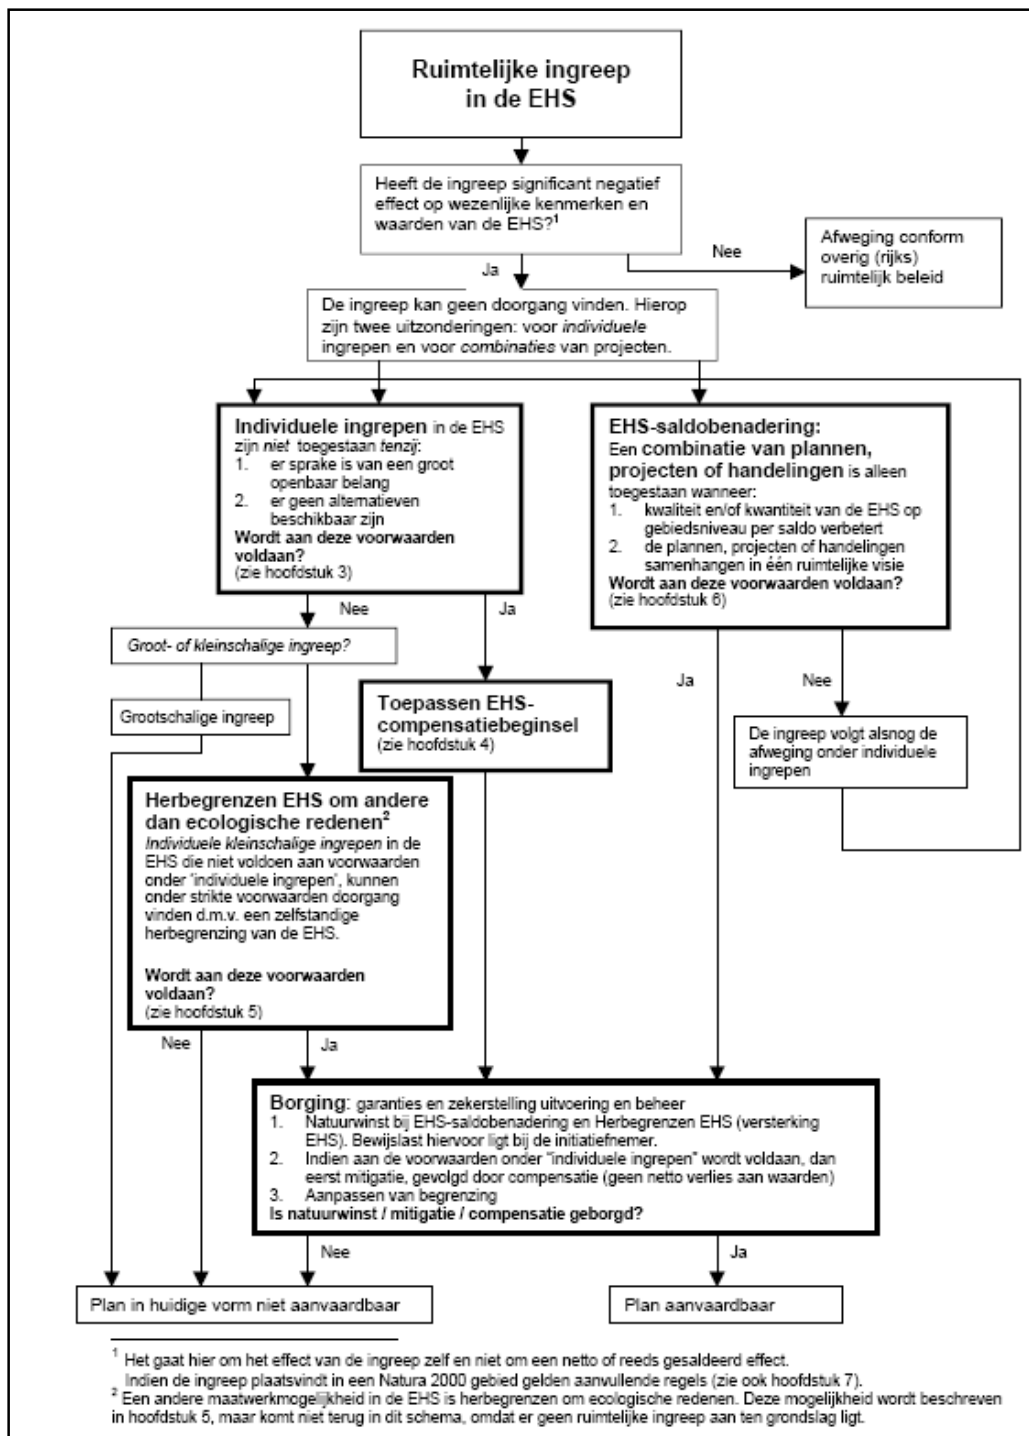 Ruimtelijke ingreep
in de EHS
Heeft de ingreep significant negatief
effect op wezenlijke kenmerken en
waarden van de EHS?1
Nee
Afweging conform
overig (rijks)
ruimtelijk beleid
Ja
De ingreep kan geen doorgang vinden. Hierop
zijn twee uitzonderingen: voor individuele
ingrepen en voor combinaties van projecten.
Individuele ingrepen in de EHS
zijn niet toegestaan tenzij:
1. er sprake is van een groot
openbaar belang
2. er geen alternatieven
beschikbaar zijn
Wordt aan deze voorwaarden
voldaan?
(zie hoofdstuk 3)
EHS-saldobenadering:
Een combinatie van plannen,
projecten of handelingen is alleen
toegestaan wanneer:
1. kwaliteit en/of kwantiteit van de EHS op
gebiedsniveau per saldo verbetert
2. de plannen, projecten of handelingen
samenhangen in één ruimtelijke visie
Wordt aan deze voorwaarden voldaan?
(zie hoofdstuk 6)
Nee
Ja
Groot- of kleinschalige ingreep?
Grootschalige ingreep
Toepassen EHS-
compensatiebeginsel
(zie hoofdstuk 4)
Ja
Nee
De ingreep volgt alsnog de
afweging onder individuele
ingrepen
Herbegrenzen EHS om andere
dan ecologische redenen2
Individuele kleinschalige ingrepen in de
EHS die niet voldoen aan voorwaarden
onder 'individuele ingrepen', kunnen
onder strikte voorwaarden doorgang
vinden d.m.v. een zelfstandige
herbegrenzing van de EHS.
Wordt aan deze voorwaarden
voldaan?
(zie hoofdstuk 5)
Nee
Ja
Borging: garanties en zekerstelling uitvoering en beheer
1. Natuurwinst bij EHS-saldobenadering en Herbegrenzen EHS (versterking
EHS). Bewijslast hiervoor ligt bij de initiatiefnemer.
2. Indien aan de voorwaarden onder "individuele ingrepen" wordt voldaan, dan
eerst mitigatie, gevolgd door compensatie (geen netto verlies aan waarden)
3. Aanpassen van begrenzing
Is natuurwinst / mitigatie / compensatie geborgd?
Nee
Ja
Plan in huidige vorm niet aanvaardbaar
Plan aanvaardbaar
1 Het gaat hier om het effect van de ingreep zelf en niet om een netto of reeds gesaldeerd effect.
Indien de ingreep plaatsvindt in een Natura 2000 gebied gelden aanvullende regels (zie ook hoofdstuk 7).
2 Een andere maatwerkmogelijkheid in de EHS is herbegrenzen om ecologische redenen. Deze mogelijkheid wordt beschreven
in hoofdstuk 5, maar komt niet terug in dit schema, omdat er geen ruimtelijke ingreep aan ten grondslag ligt.